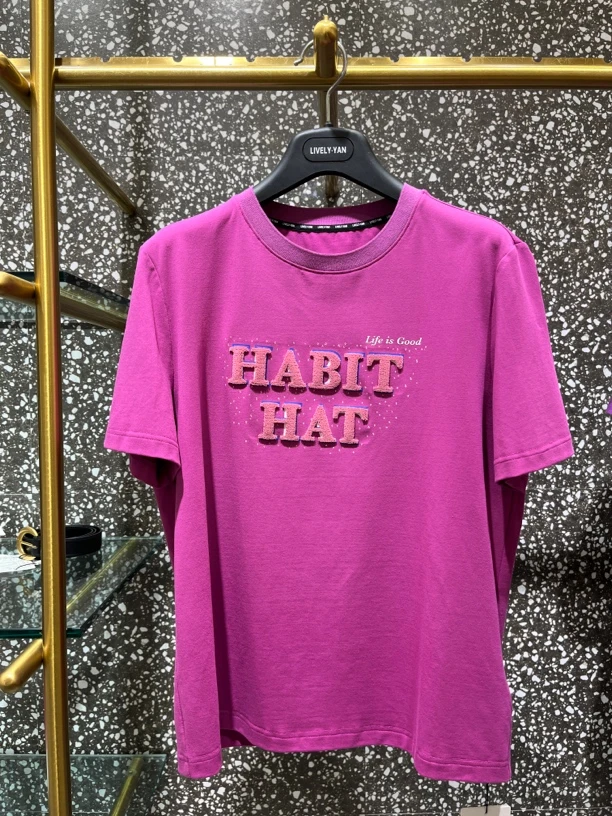 LIVELY·YAN
Life is Good
HABIT
HAT